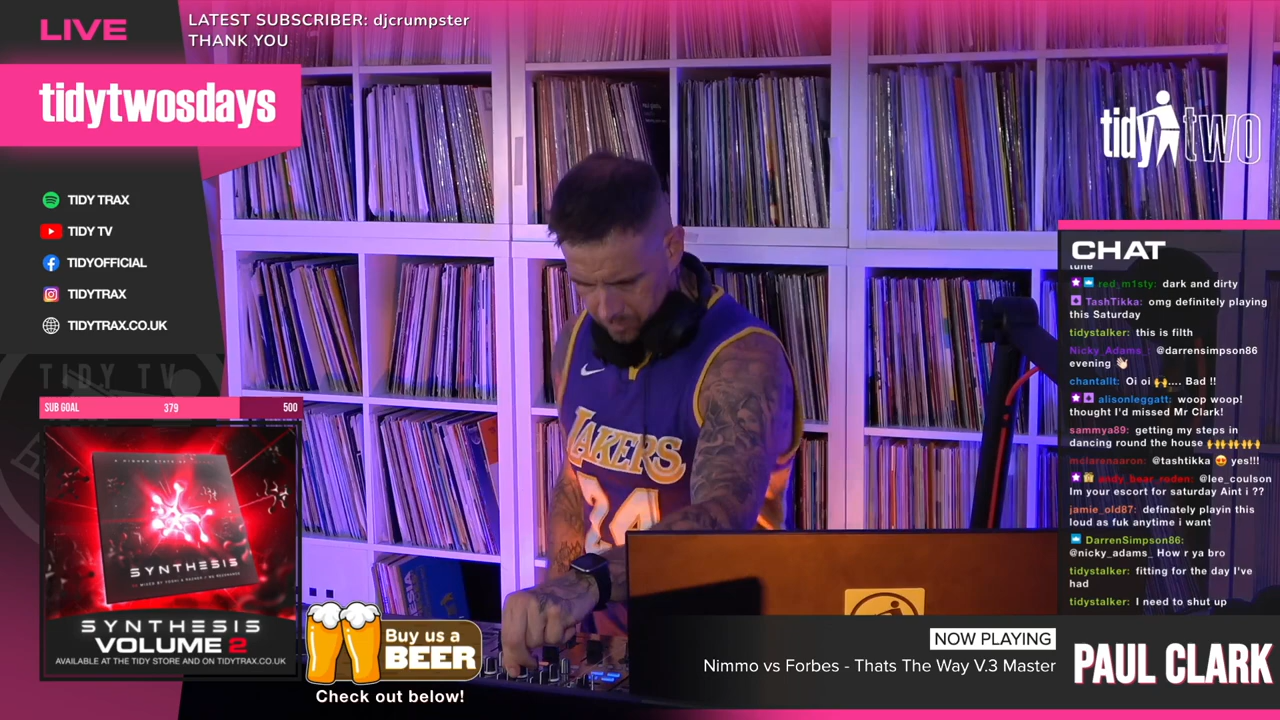 LIVE
LATEST SUBSCRIBER: djcrumpster
THANK YOU
tidytwosdays
TIDY TRAX
TIDY TV
TIDYOFFICIAL
TIDYTRAX
TIDYTRAX.CO.UK
TIDY TV
SUB GOAL 379 500
SYNTHESIS
SYNTHESIS
VOLUME 2
AVAILABLE AT THE TIDY STORE AND ON TIDYTRAX.CO.UK
Buy us a
BEER
Check out below!
LAKERS
24
tidy two
CHAT
tune
red_m1sty: dark and dirty
TashTikka: omg definitely playing
this Saturday
tidystalker: this is filth
Nicky_Adams_: @darrensimpson86
evening 👋🏻
chantallt: Oi oi 🙌.... Bad !!
alisonleggatt: woop woop!
thought I'd missed Mr Clark!
sammya89: getting my steps in
dancing round the house 🙌🙌🙌🙌
mclarenaaron: @tashtikka 😍 yes!!!
andy_bear_roden: @lee_coulson
Im your escort for saturday Aint i ??
jamie_old87: definately playin this
loud as fuk anytime i want
DarrenSimpson86:
@nicky_adams_ How r ya bro
tidystalker: fitting for the day I've
had
tidystalker: I need to shut up
NOW PLAYING
Nimmo vs Forbes - Thats The Way V.3 Master
PAUL CLARK